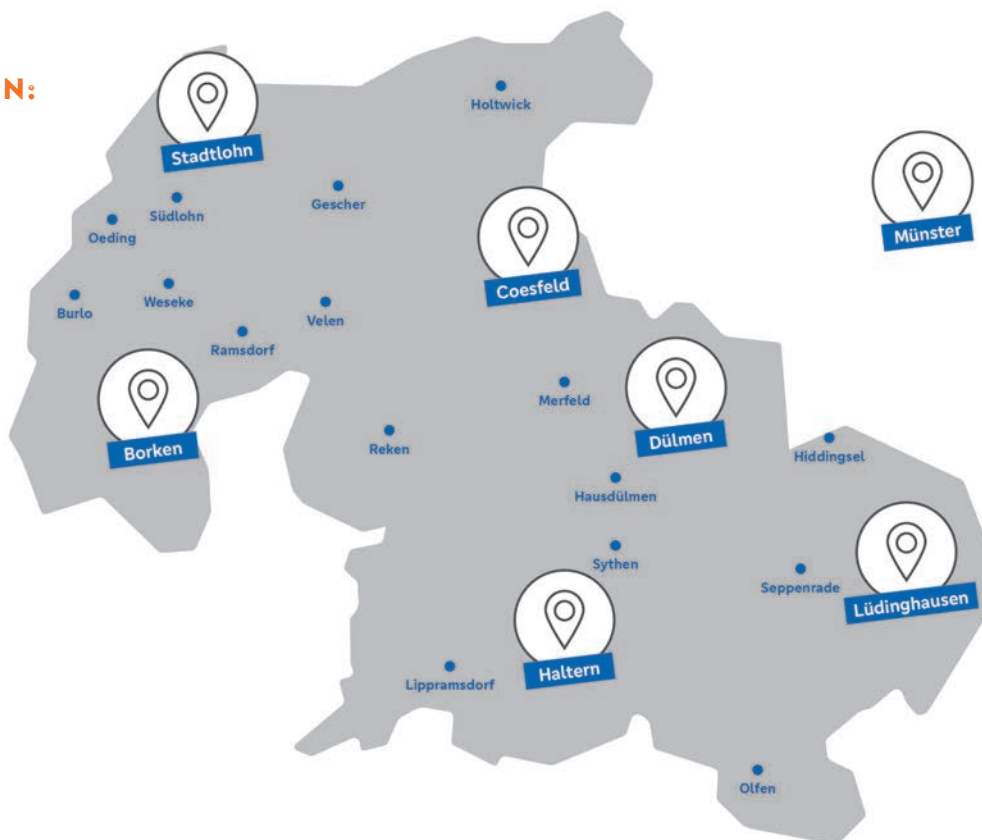 N:
Holtwick
Stadtlohn
Gescher
Südlohn
Oeding
Münster
Coesfeld
Weseke
Burlo
Velen
Ramsdorf
Merfeld
Borken
Dülmen
Reken
Hiddingsel
Hausdülmen
Sythen
Seppenrade
Lüdinghausen
Haltern
Lippramsdorf
Olfen